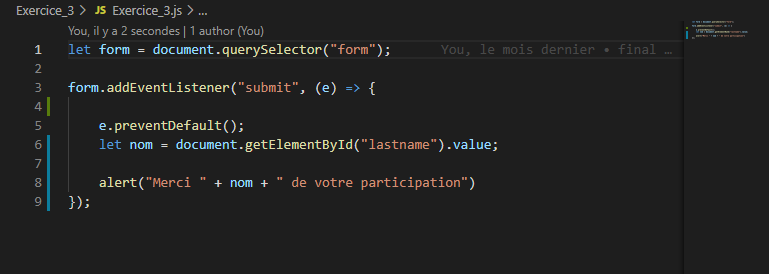 Exercice_3 > JS Exercice_3.js > ...
You, il y a 2 secondes | 1 author (You)
1 let form = document.querySelector("form"); You, le mois dernier • final …
2
3 form.addEventListener("submit", (e) => {
4
5 e.preventDefault();
6 let nom = document.getElementById("lastname").value;
7
8 alert("Merci " + nom + " de votre participation")
9 });